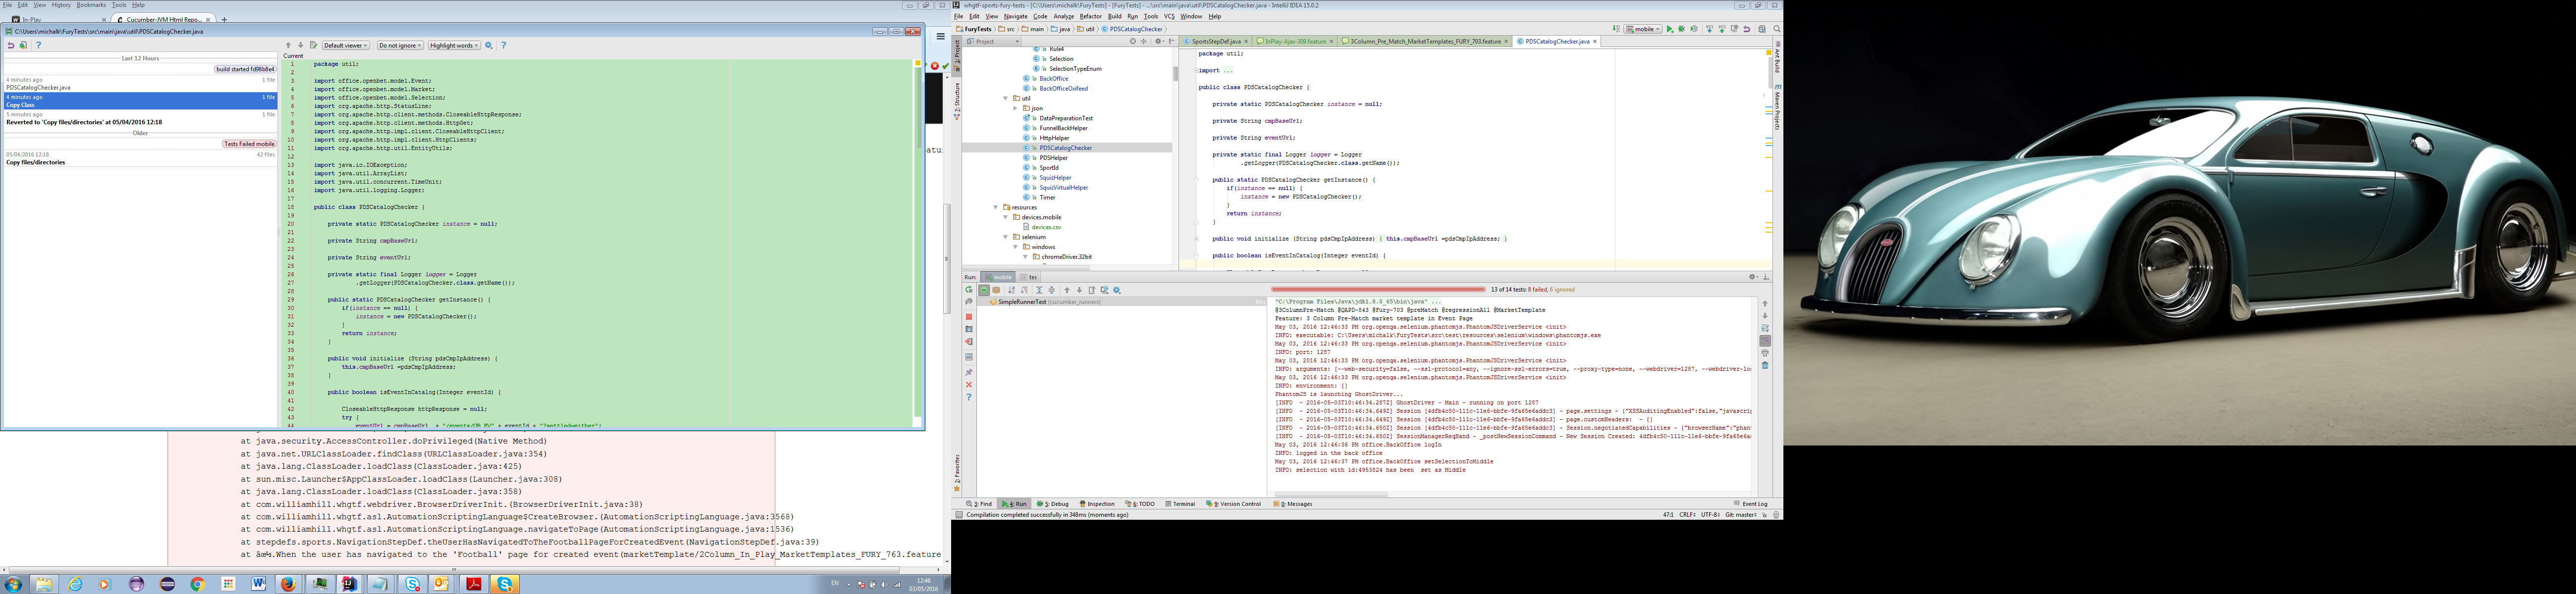 File Edit View History Bookmarks Tools Help
In-Play
Cucumber-JVM Html Repo...
C:\Users\michalk\FuryTests\src\main\java\util\PDSCatalogChecker.java
Default viewer
Do not ignore
Highlight words
Last 12 Hours
build started fd98b8e4
4 minutes ago 1 file
PDSCatalogChecker.java
4 minutes ago 1 file
Copy Class
5 minutes ago 1 file
Reverted to 'Copy files/directories' at 05/04/2016 12:18
Older
Tests Failed mobile
05/04/2016 12:18 42 files
Copy files/directories
Current
1 package util;
2
3 import office.openbet.model.Event;
4 import office.openbet.model.Market;
5 import office.openbet.model.Selection;
6 import org.apache.http.StatusLine;
7 import org.apache.http.client.methods.CloseableHttpResponse;
8 import org.apache.http.client.methods.HttpGet;
9 import org.apache.http.impl.client.CloseableHttpClient;
10 import org.apache.http.impl.client.HttpClients;
11 import org.apache.http.util.EntityUtils;
12
13 import java.io.IOException;
14 import java.util.ArrayList;
15 import java.util.concurrent.TimeUnit;
16 import java.util.logging.Logger;
17
18 public class PDSCatalogChecker {
19
20 private static PDSCatalogChecker instance = null;
21
22 private String cmpBaseUrl;
23
24 private String eventUrl;
25
26 private static final Logger logger = Logger
27 .getLogger(PDSCatalogChecker.class.getName());
28
29 public static PDSCatalogChecker getInstance() {
30 if(instance == null) {
31 instance = new PDSCatalogChecker();
32 }
33 return instance;
34 }
35
36 public void initialize (String pdsCmpIpAddress) {
37 this.cmpBaseUrl =pdsCmpIpAddress;
38 }
39
40 public boolean isEventInCatalog(Integer eventId) {
41
42 CloseableHttpResponse httpResponse = null;
43 try {
44 eventUrl = cmpBaseUrl + "/events/OB_EV" + eventId + "?settled=either";
at java.security.AccessController.doPrivileged(Native Method)
at java.net.URLClassLoader.findClass(URLClassLoader.java:354)
at java.lang.ClassLoader.loadClass(ClassLoader.java:425)
at sun.misc.Launcher$AppClassLoader.loadClass(Launcher.java:308)
at java.lang.ClassLoader.loadClass(ClassLoader.java:358)
at com.williamhill.whgtf.webdriver.BrowserDriverInit.(BrowserDriverInit.java:38)
at com.williamhill.whgtf.asl.AutomationScriptingLanguage$CreateBrowser.(AutomationScriptingLanguage.java:3568)
at com.williamhill.whgtf.asl.AutomationScriptingLanguage.navigateToPage(AutomationScriptingLanguage.java:1536)
at stepdefs.sports.NavigationStepDef.theUserHasNavigatedToTheFootballPageForCreatedEvent(NavigationStepDef.java:39)
at âœ½.When the user has navigated to the 'Football' page for created event(marketTemplate/2Column_In_Play_MarketTemplates_FURY_763.feature
EN
12:46
03/05/2016
whgtf-sports-fury-tests - [C:\Users\michalk\FuryTests] - [FuryTests] - ...\src\main\java\util\PDSCatalogChecker.java - IntelliJ IDEA 15.0.2
File Edit View Navigate Code Analyze Refactor Build Run Tools VCS Window Help
FuryTests src main java util PDSCatalogChecker
mobile
Project
Rule4
Selection
SelectionTypeEnum
BackOffice
BackOfficeOxifeed
util
json
DataPreparationTest
FunnelBackHelper
HttpHelper
PDSCatalogChecker
PDSHelper
SportId
SquizHelper
SquizVirtualHelper
Timer
resources
devices.mobile
devices.csv
selenium
windows
chromeDriver.32bit
SportsStepDef.java
InPlay-Ajax-309.feature
3Column_Pre_Match_MarketTemplates_FURY_703.feature
PDSCatalogChecker.java
package util;
import ...
public class PDSCatalogChecker {
private static PDSCatalogChecker instance = null;
private String cmpBaseUrl;
private String eventUrl;
private static final Logger logger = Logger
.getLogger(PDSCatalogChecker.class.getName());
public static PDSCatalogChecker getInstance() {
if(instance == null) {
instance = new PDSCatalogChecker();
}
return instance;
}
public void initialize (String pdsCmpIpAddress) { this.cmpBaseUrl =pdsCmpIpAddress; }
public boolean isEventInCatalog(Integer eventId) {
Ant Build
Maven Projects
1: Project
7: Structure
2: Favorites
Run: mobile tes
13 of 14 tests: 8 failed, 6 ignored
SimpleRunnerTest (cucumber_runners)
"C:\Program Files\Java\jdk1.8.0_65\bin\java" ...
@3ColumnPre-Match @QAPD-843 @Fury-703 @preMatch @regressionAll @MarketTemplate
Feature: 3 Column Pre-Match market template in Event Page
May 03, 2016 12:46:33 PM org.openqa.selenium.phantomjs.PhantomJSDriverService <init>
INFO: executable: C:\Users\michalk\FuryTests\src\test\resources\selenium\windows\phantomjs.exe
May 03, 2016 12:46:33 PM org.openqa.selenium.phantomjs.PhantomJSDriverService <init>
INFO: port: 1287
May 03, 2016 12:46:33 PM org.openqa.selenium.phantomjs.PhantomJSDriverService <init>
INFO: arguments: [--web-security=false, --ssl-protocol=any, --ignore-ssl-errors=true, --proxy-type=none, --webdriver=1287, --webdriver-lo
May 03, 2016 12:46:33 PM org.openqa.selenium.phantomjs.PhantomJSDriverService <init>
INFO: environment: {}
PhantomJS is launching GhostDriver...
[INFO - 2016-05-03T10:46:34.287Z] GhostDriver - Main - running on port 1287
[INFO - 2016-05-03T10:46:34.649Z] Session [4dfb4c50-111c-11e6-bbfe-9fa65e6addc3] - page.settings - {"XSSAuditingEnabled":false,"javascrip
[INFO - 2016-05-03T10:46:34.649Z] Session [4dfb4c50-111c-11e6-bbfe-9fa65e6addc3] - page.customHeaders: - {}
[INFO - 2016-05-03T10:46:34.650Z] Session [4dfb4c50-111c-11e6-bbfe-9fa65e6addc3] - Session.negotiatedCapabilities - {"browserName":"phant
[INFO - 2016-05-03T10:46:34.650Z] SessionManagerReqHand - _postNewSessionCommand - New Session Created: 4dfb4c50-111c-11e6-bbfe-9fa65e6a
May 03, 2016 12:46:36 PM office.BackOffice logIn
INFO: logged in the back office
May 03, 2016 12:46:37 PM office.BackOffice setSelectionToMiddle
INFO: selection with id:4953824 has been set as Middle
3: Find 4: Run 5: Debug Inspection 6: TODO Terminal 9: Version Control 0: Messages Event Log
Compilation completed successfully in 348ms (moments ago)
47:1 CRLF UTF-8 Git: master